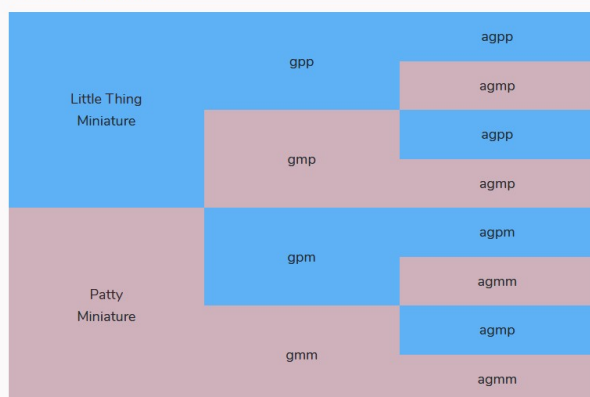 Little Thing
Miniature
gpp
agpp
agmp
gmp
agpp
agmp
Patty
Miniature
gpm
agpm
agmm
gmm
agmp
agmm